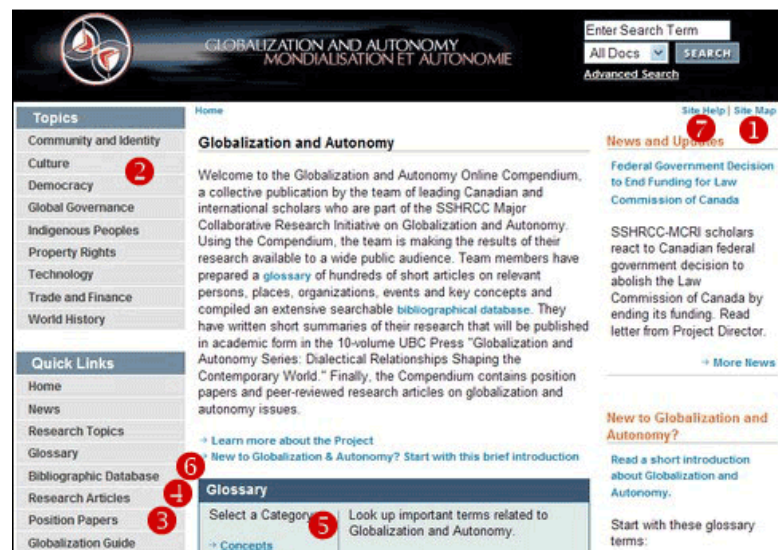 GLOBALIZATION AND AUTONOMY
MONDIALISATION ET AUTONOMIE
Enter Search Term
All Docs SEARCH
Advanced Search
Topics
Community and Identity
Culture
2
Democracy
Global Governance
Indigenous Peoples
Property Rights
Technology
Trade and Finance
World History
Quick Links
Home
News
Research Topics
Glossary
Bibliographic Database
6
Research Articles
4
Position Papers
3
Globalization Guide
Home
Globalization and Autonomy
Welcome to the Globalization and Autonomy Online Compendium,
a collective publication by the team of leading Canadian and
international scholars who are part of the SSHRCC Major
Collaborative Research Initiative on Globalization and Autonomy.
Using the Compendium, the team is making the results of their
research available to a wide public audience. Team members have
prepared a glossary of hundreds of short articles on relevant
persons, places, organizations, events and key concepts and
compiled an extensive searchable bibliographical database. They
have written short summaries of their research that will be published
in academic form in the 10-volume UBC Press "Globalization and
Autonomy Series: Dialectical Relationships Shaping the
Contemporary World." Finally, the Compendium contains position
papers and peer-reviewed research articles on globalization and
autonomy issues.
→ Learn more about the Project
→ New to Globalization & Autonomy? Start with this brief introduction
Glossary
Select a Category
5
→ Concepts
Look up important terms related to
Globalization and Autonomy.
Site Help | Site Map
7 1
News and Updates
Federal Government Decision
to End Funding for Law
Commission of Canada
SSHRCC-MCRI scholars
react to Canadian federal
government decision to
abolish the Law
Commission of Canada by
ending its funding. Read
letter from Project Director.
→ More News
New to Globalization and
Autonomy?
Read a short introduction
about Globalization and
Autonomy.
Start with these glossary
terms: